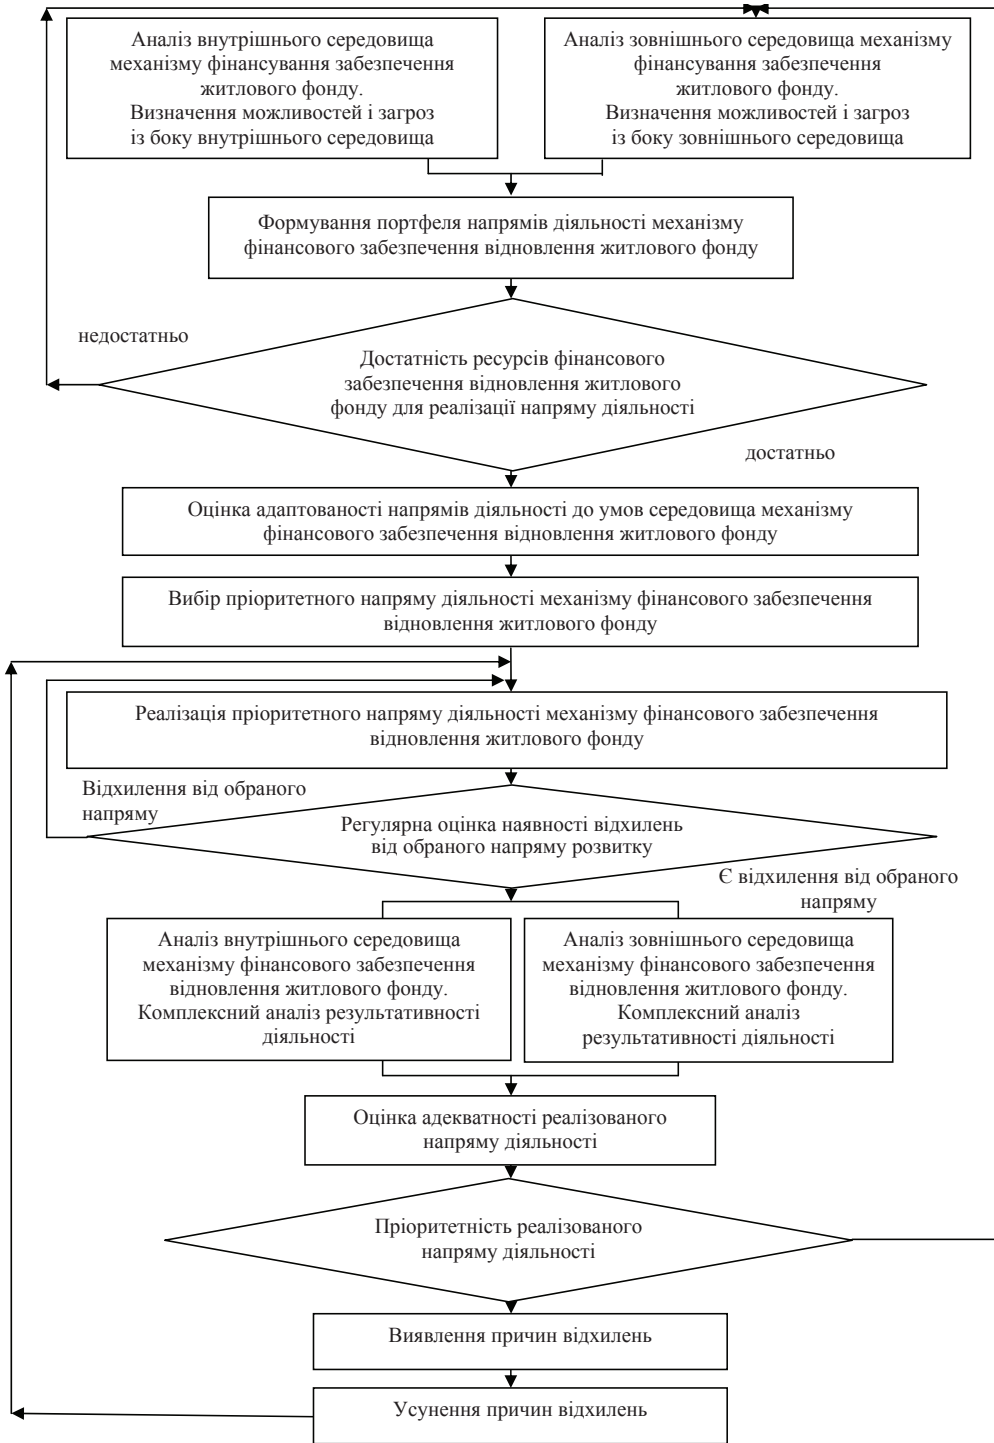 Аналіз внутрішнього середовища
механізму фінансування забезпечення
житлового фонду.
Визначення можливостей і загроз
із боку внутрішнього середовища
Аналіз зовнішнього середовища механізму
фінансування забезпечення
житлового фонду.
Визначення можливостей і загроз
із боку зовнішнього середовища
Формування портфеля напрямів діяльності механізму
фінансового забезпечення відновлення житлового фонду
недостатньо
Достатність ресурсів фінансового
забезпечення відновлення житлового
фонду для реалізації напряму діяльності
достатньо
Оцінка адаптованості напрямів діяльності до умов середовища механізму
фінансового забезпечення відновлення житлового фонду
Вибір пріоритетного напряму діяльності механізму фінансового забезпечення
відновлення житлового фонду
Реалізація пріоритетного напряму діяльності механізму фінансового забезпечення
відновлення житлового фонду
Відхилення від обраного
напряму
Регулярна оцінка наявності відхилень
від обраного напряму розвитку
Є відхилення від обраного
напряму
Аналіз внутрішнього середовища
механізму фінансового забезпечення
відновлення житлового фонду.
Комплексний аналіз результативності
діяльності
Аналіз зовнішнього середовища
механізму фінансового забезпечення
відновлення житлового фонду.
Комплексний аналіз
результативності діяльності
Оцінка адекватності реалізованого
напряму діяльності
Пріоритетність реалізованого
напряму діяльності
Виявлення причин відхилень
Усунення причин відхилень